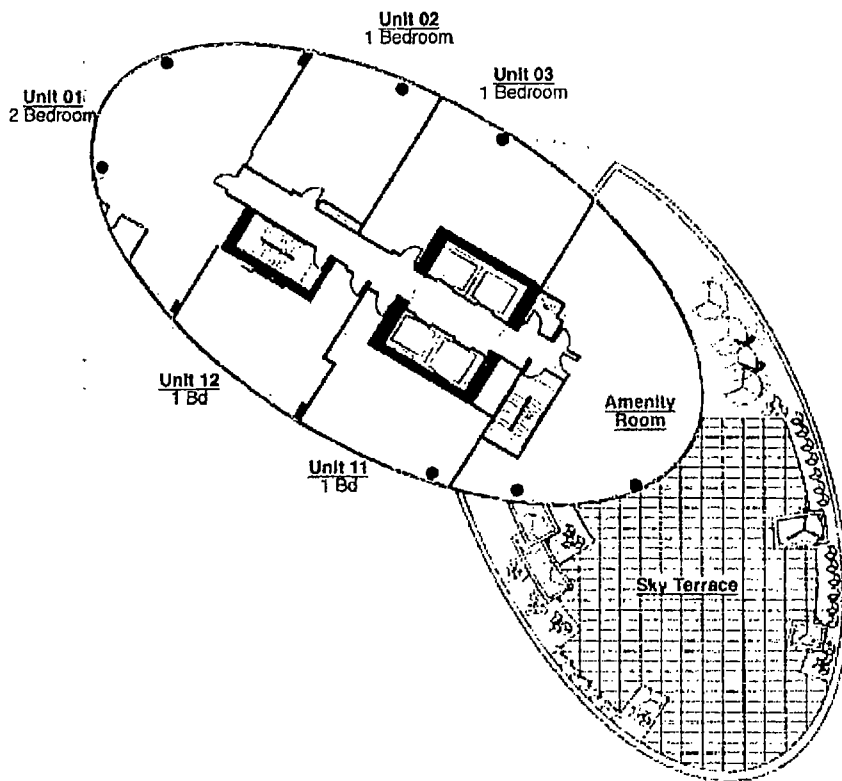 Unit 02
1 Bedroom
Unit 03
1 Bedroom
Unit 01
2 Bedroom
Unit 12
1 Bd
Amenity
Room
Unit 11
1 Bd
Sky Terrace